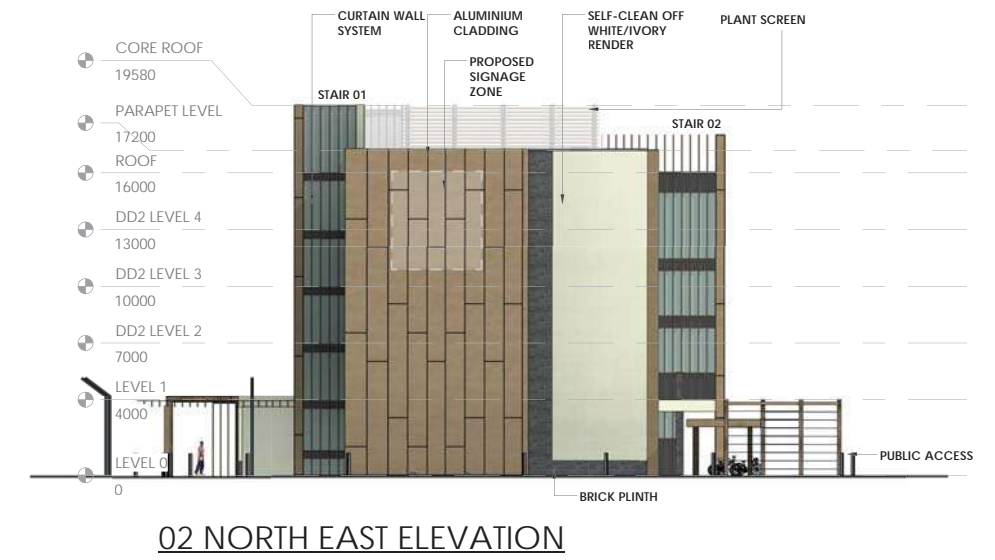 CURTAIN WALL
SYSTEM
ALUMINIUM
CLADDING
SELF-CLEAN OFF
WHITE/IVORY
RENDER
PLANT SCREEN
PROPOSED
SIGNAGE
ZONE
CORE ROOF
19580
STAIR 01
PARAPET LEVEL
17200
STAIR 02
ROOF
16000
DD2 LEVEL 4
13000
DD2 LEVEL 3
10000
DD2 LEVEL 2
7000
LEVEL 1
4000
LEVEL 0
0
PUBLIC ACCESS
BRICK PLINTH
02 NORTH EAST ELEVATION